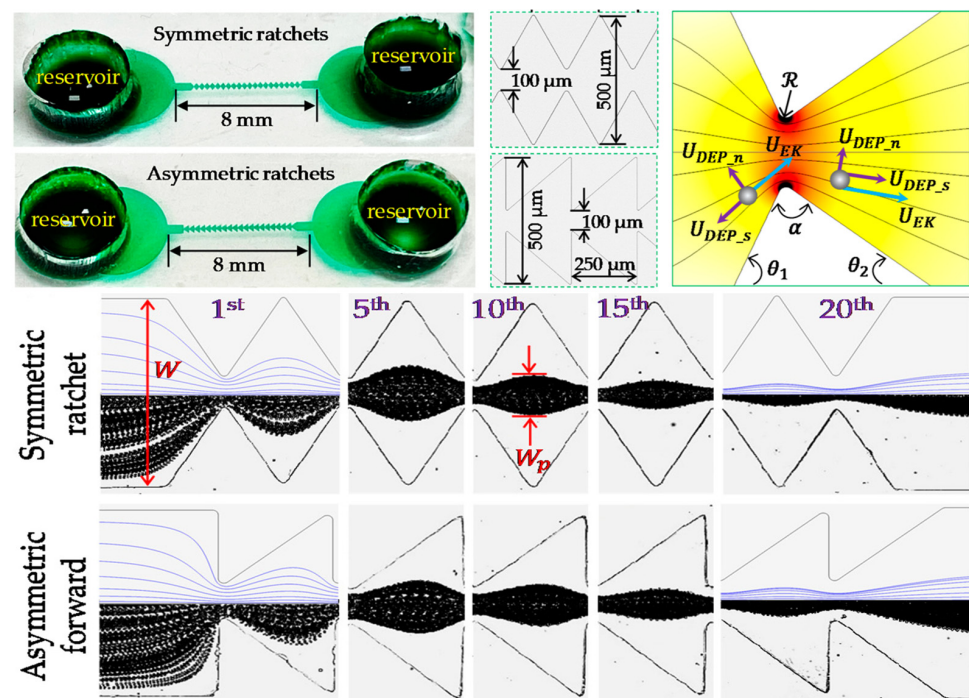 Symmetric ratchets
reservoir
reservoir
8 mm
Asymmetric ratchets
reservoir
reservoir
8 mm
100 μm
500 μm
500 μm
100 μm
250 μm
ℛ
U_EK
U_DEP_n
U_DEP_s
U_DEP_n
U_DEP_s
U_EK
α
θ₁
θ₂
1st
5th
10th
15th
20th
Symmetric
ratchet
W
W_p
Asymmetric
forward